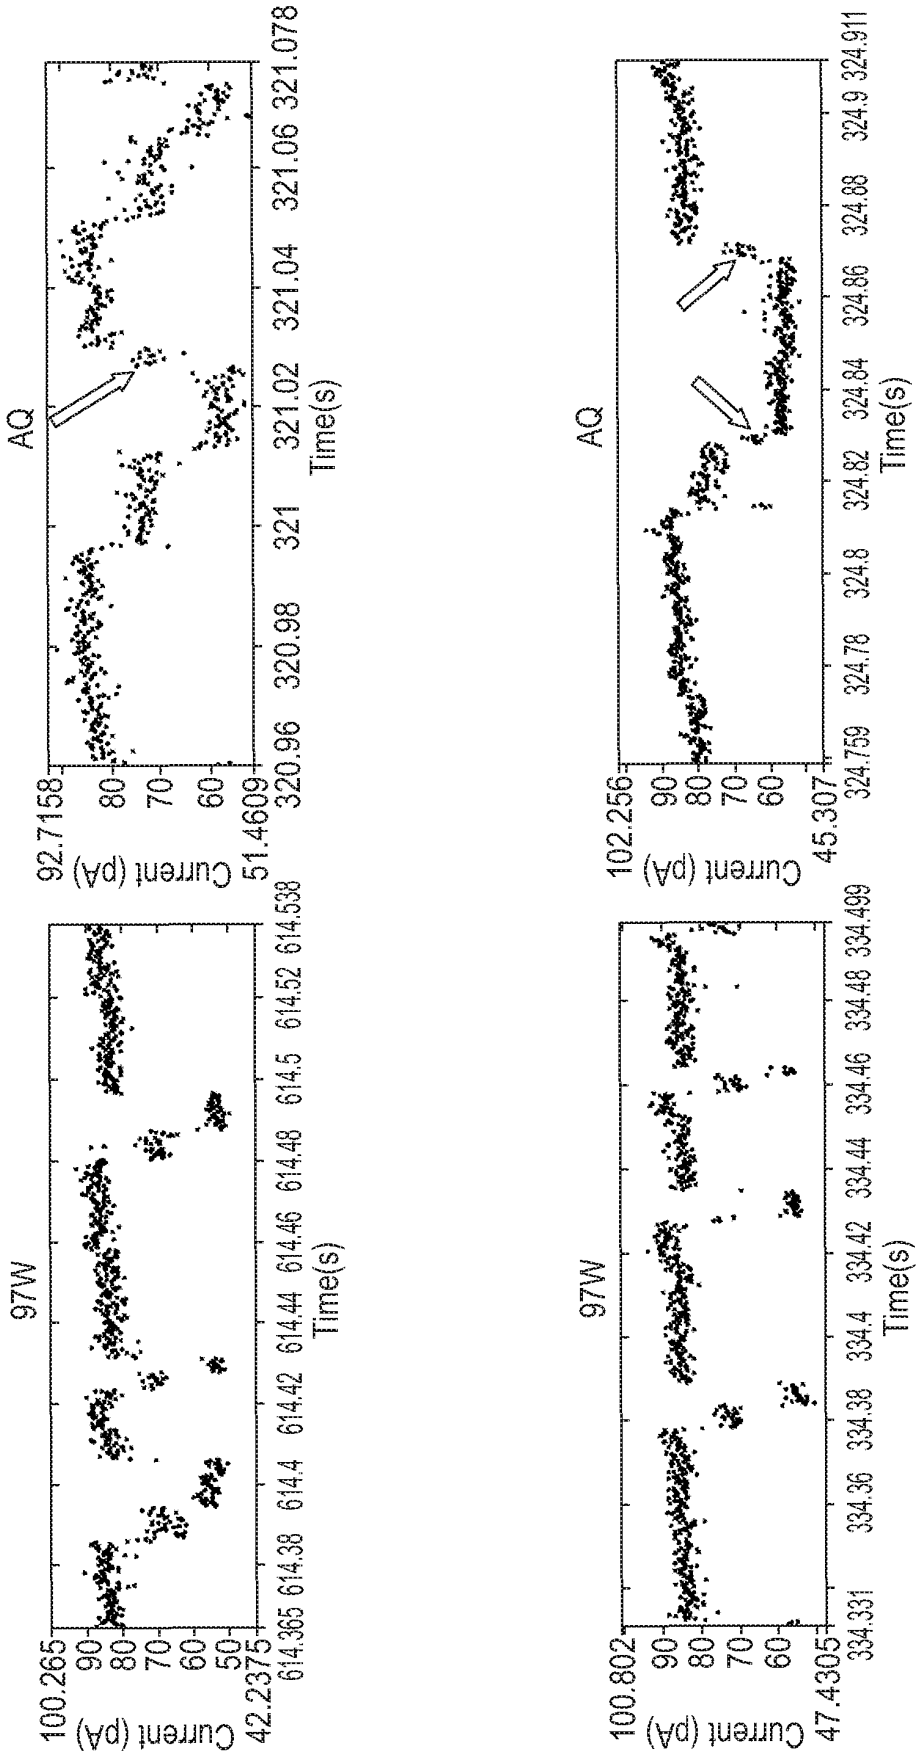 97W
100.265
90
80
70
60
50
42.2375
Current (pA)
614.365 614.38 614.4 614.42 614.44 614.46 614.48 614.5 614.52 614.538
Time(s)
AQ
92.7158
80
70
60
51.4609
Current (pA)
320.96 320.98 321 321.02 321.04 321.06 321.078
Time(s)
97W
100.802
90
80
70
60
47.4305
Current (pA)
334.331 334.36 334.38 334.4 334.42 334.44 334.46 334.48 334.499
Time(s)
AQ
102.256
90
80
70
60
45.307
Current (pA)
324.759 324.78 324.8 324.82 324.84 324.86 324.88 324.9 324.911
Time(s)